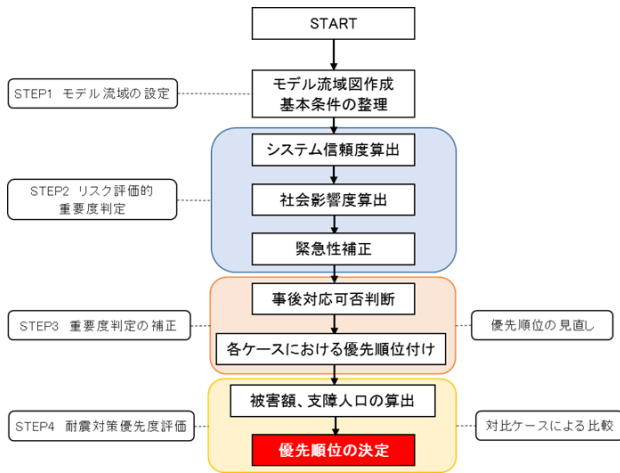 START
STEP1 モデル流域の設定
モデル流域図作成
基本条件の整理
システム信頼度算出
STEP2 リスク評価的
重要度判定
社会影響度算出
緊急性補正
事後対応可否判断
STEP3 重要度判定の補正
優先順位の見直し
各ケースにおける優先順位付け
被害額、支障人口の算出
STEP4 耐震対策優先度評価
対比ケースによる比較
優先順位の決定